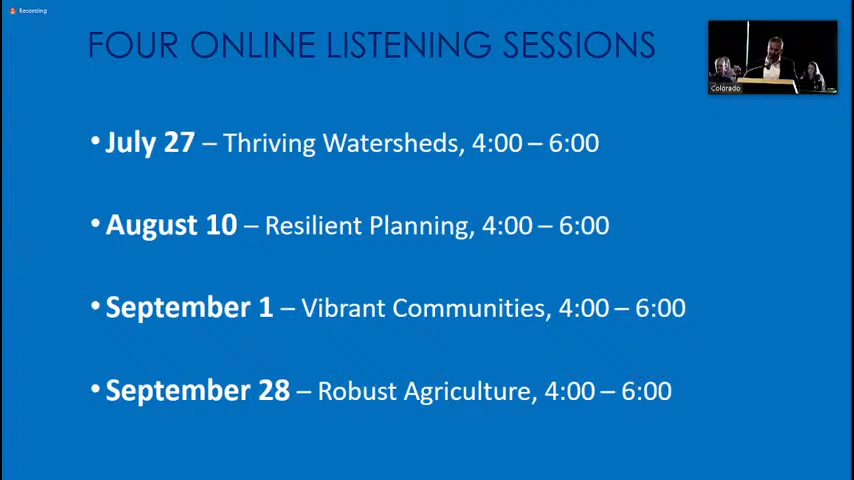 Recording
FOUR ONLINE LISTENING SESSIONS
Colorado
•July 27 – Thriving Watersheds, 4:00 – 6:00
•August 10 – Resilient Planning, 4:00 – 6:00
•September 1 – Vibrant Communities, 4:00 – 6:00
•September 28 – Robust Agriculture, 4:00 – 6:00